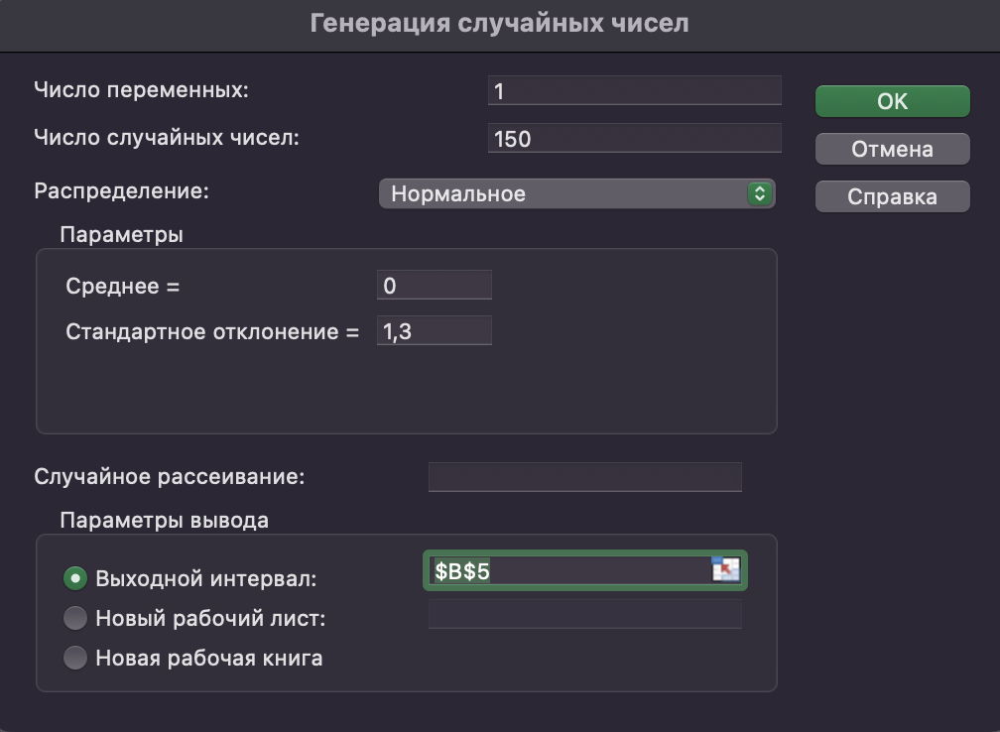 Генерация случайных чисел
Число переменных: 1
OK
Число случайных чисел: 150
Отмена
Распределение: Нормальное
Справка
Параметры
Среднее = 0
Стандартное отклонение = 1,3
Случайное рассеивание:
Параметры вывода
Выходной интервал: $B$5
Новый рабочий лист:
Новая рабочая книга